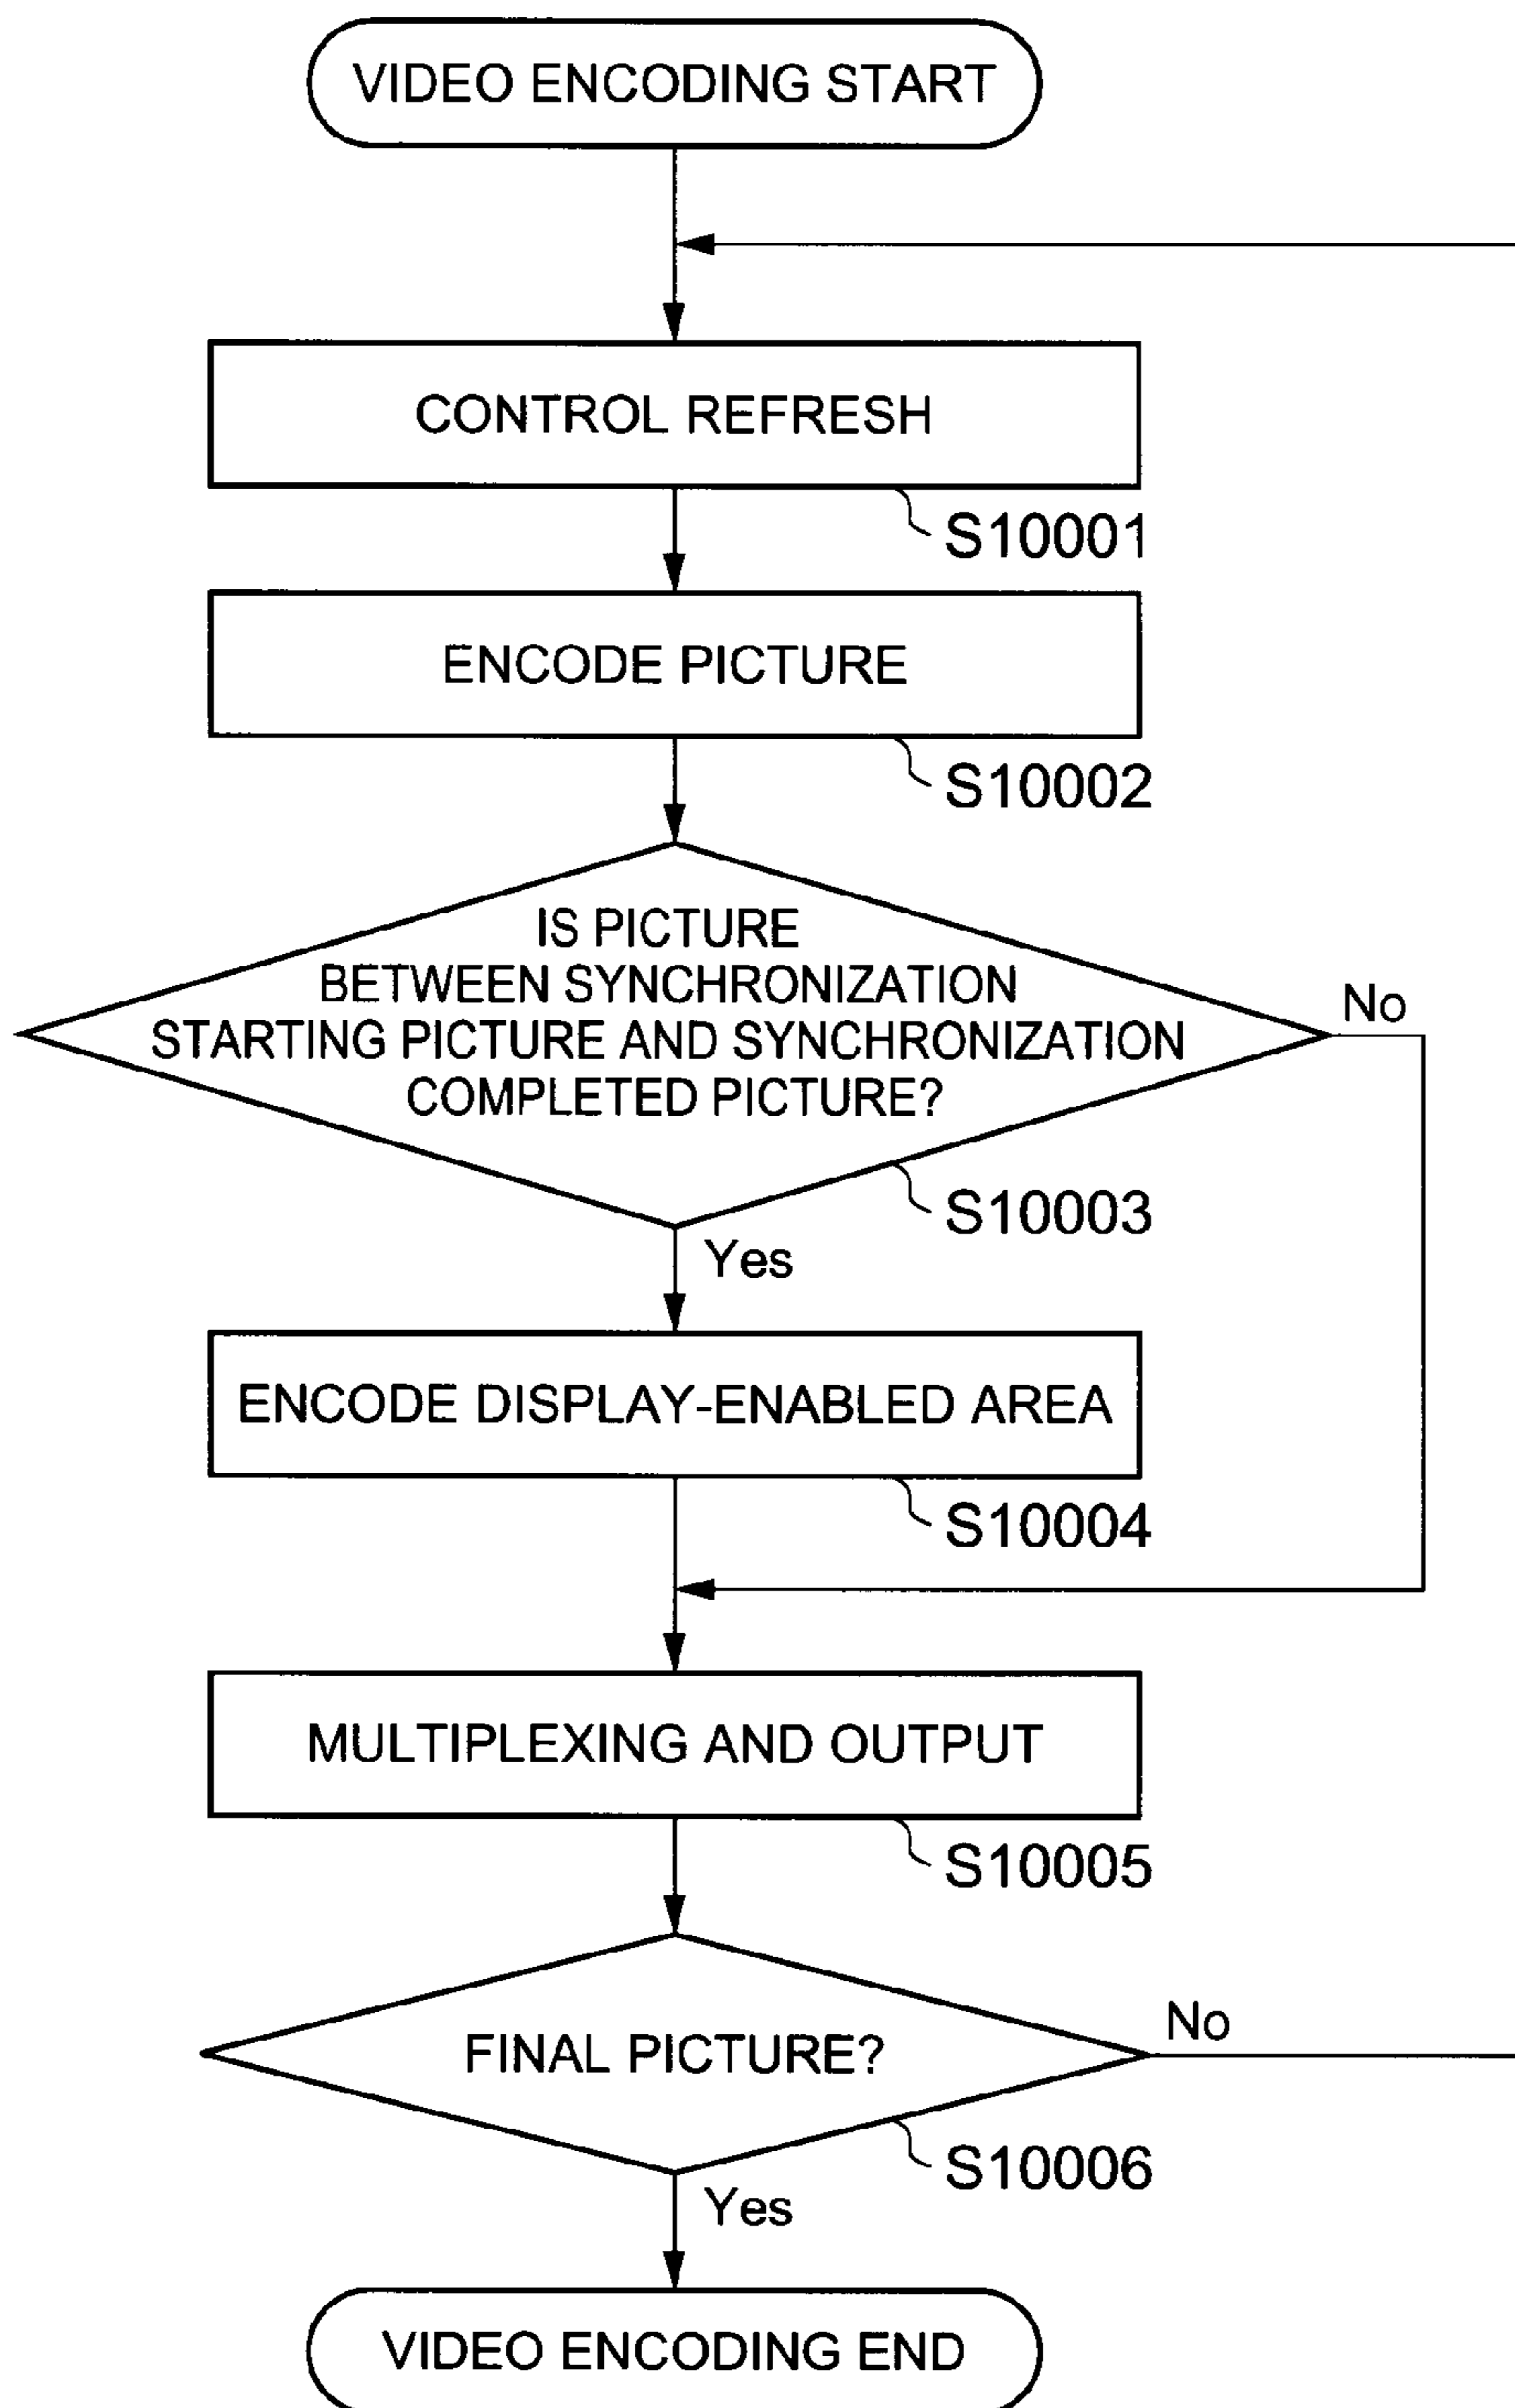 VIDEO ENCODING START
CONTROL REFRESH
S10001
ENCODE PICTURE
S10002
IS PICTURE
BETWEEN SYNCHRONIZATION
STARTING PICTURE AND SYNCHRONIZATION
COMPLETED PICTURE?
No
S10003
Yes
ENCODE DISPLAY-ENABLED AREA
S10004
MULTIPLEXING AND OUTPUT
S10005
FINAL PICTURE?
No
S10006
Yes
VIDEO ENCODING END